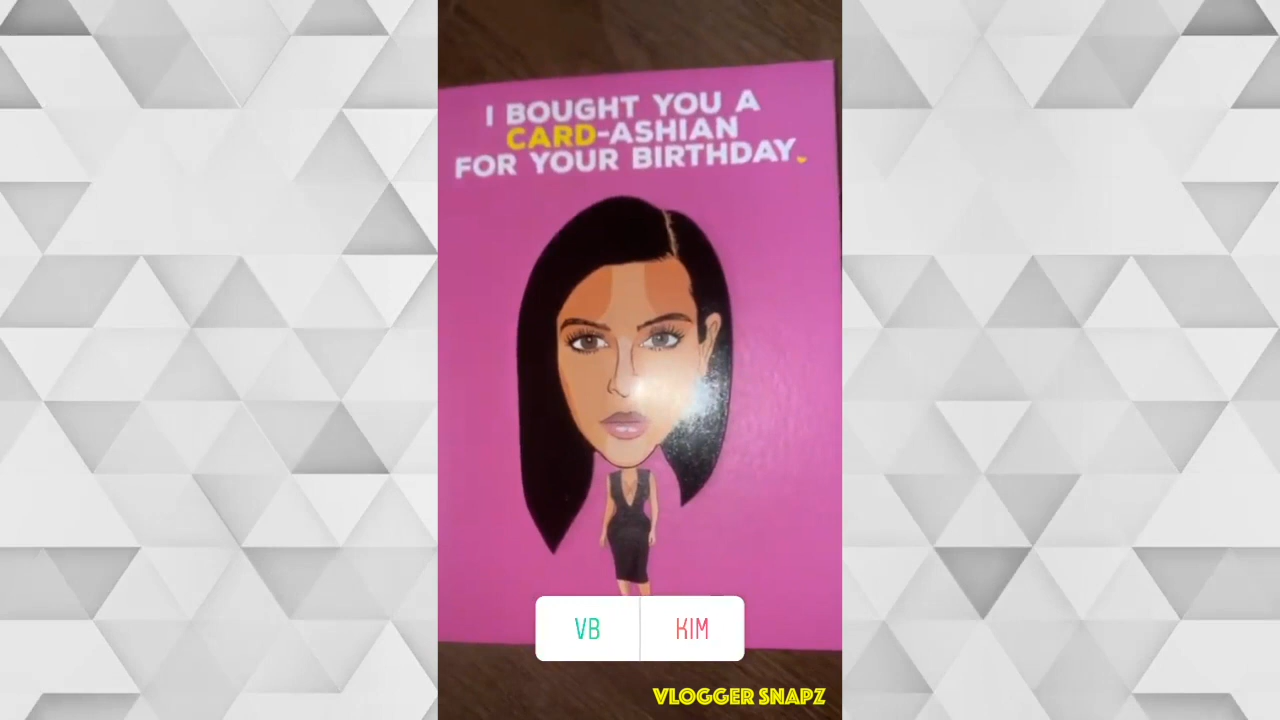 I BOUGHT YOU A
CARD-ASHIAN
FOR YOUR BIRTHDAY.
VB
KIM
VLOGGER SNAPZ